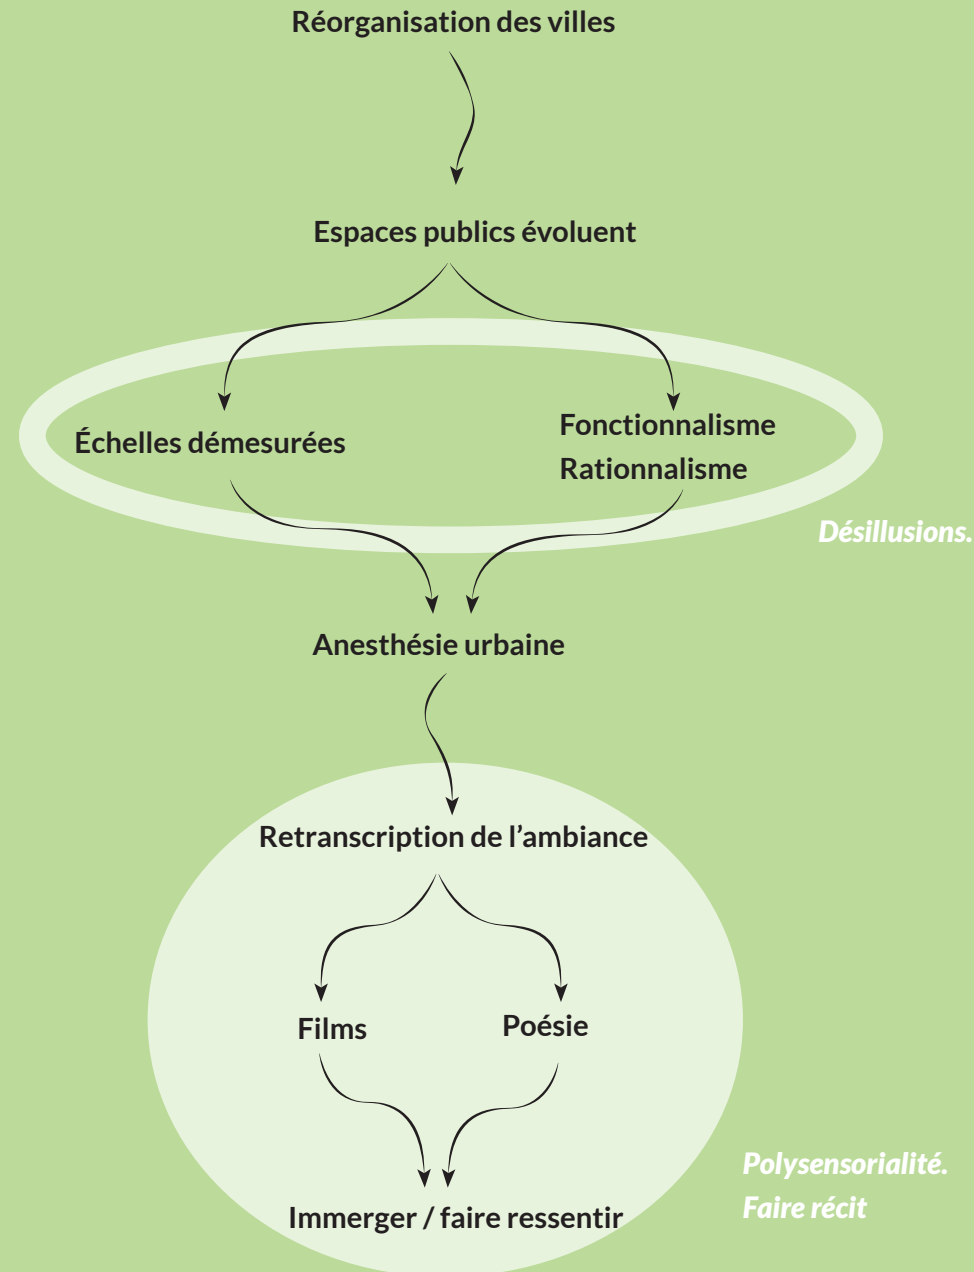 Réorganisation des villes
Espaces publics évoluent
Échelles démesurées
Fonctionnalisme
Rationnalisme
Désillusions.
Anesthésie urbaine
Retranscription de l’ambiance
Films
Poésie
Polysensorialité.
Faire récit
Immerger / faire ressentir